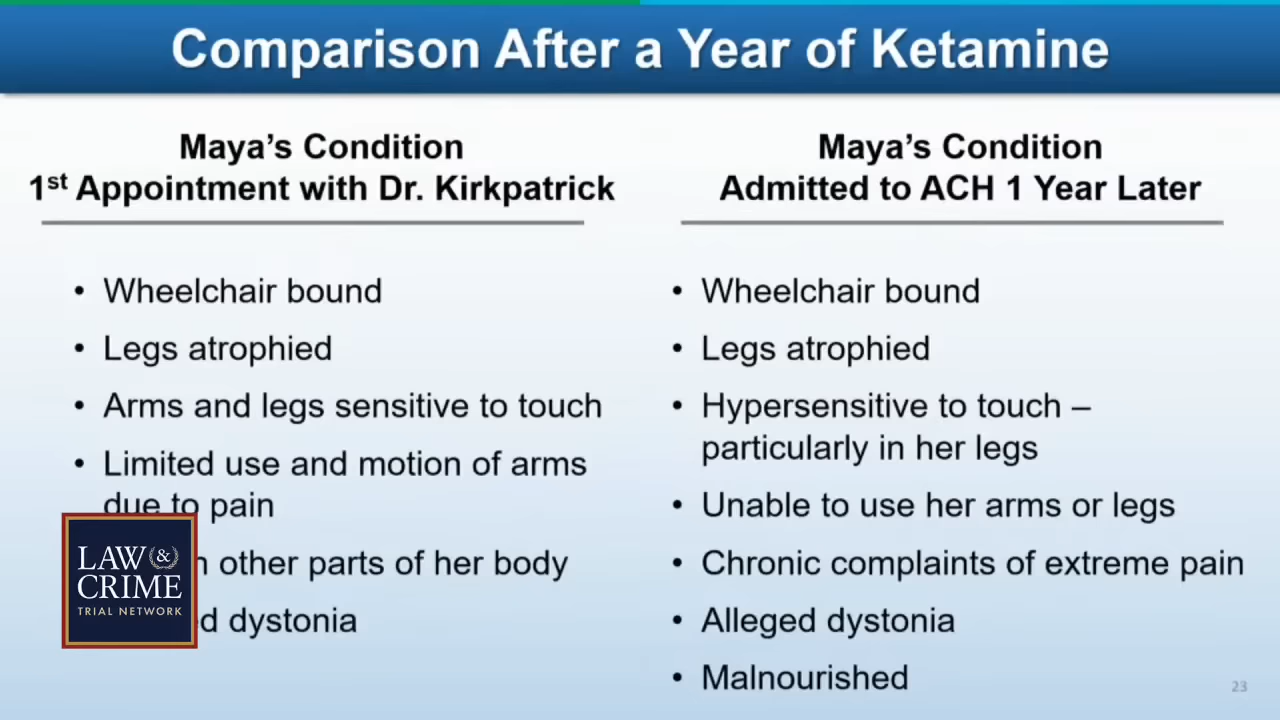 Comparison After a Year of Ketamine
Maya's Condition
1st Appointment with Dr. Kirkpatrick
• Wheelchair bound
• Legs atrophied
• Arms and legs sensitive to touch
• Limited use and motion of arms
due to pain
other parts of her body
dystonia
Maya's Condition
Admitted to ACH 1 Year Later
• Wheelchair bound
• Legs atrophied
• Hypersensitive to touch –
particularly in her legs
• Unable to use her arms or legs
• Chronic complaints of extreme pain
• Alleged dystonia
• Malnourished
LAW &
CRIME
TRIAL NETWORK
23